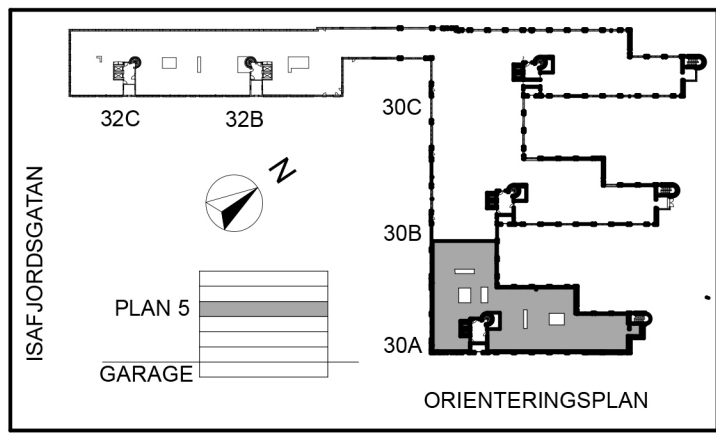 32C
32B
30C
N
30B
ISAFJORDSGATAN
PLAN 5
30A
GARAGE
ORIENTERINGSPLAN